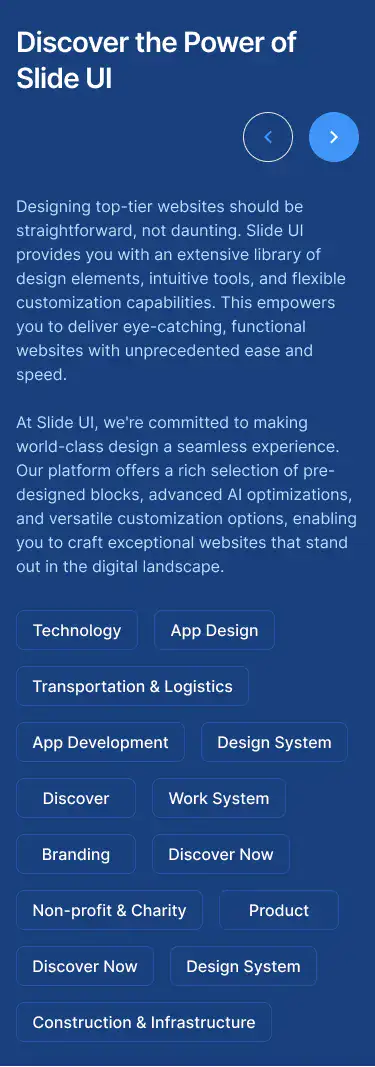 Discover the Power of
Slide UI
Designing top-tier websites should be
straightforward, not daunting. Slide UI
provides you with an extensive library of
design elements, intuitive tools, and flexible
customization capabilities. This empowers
you to deliver eye-catching, functional
websites with unprecedented ease and
speed.
At Slide UI, we're committed to making
world-class design a seamless experience.
Our platform offers a rich selection of pre-
designed blocks, advanced AI optimizations,
and versatile customization options, enabling
you to craft exceptional websites that stand
out in the digital landscape.
Technology App Design
Transportation & Logistics
App Development Design System
Discover Work System
Branding Discover Now
Non-profit & Charity Product
Discover Now Design System
Construction & Infrastructure